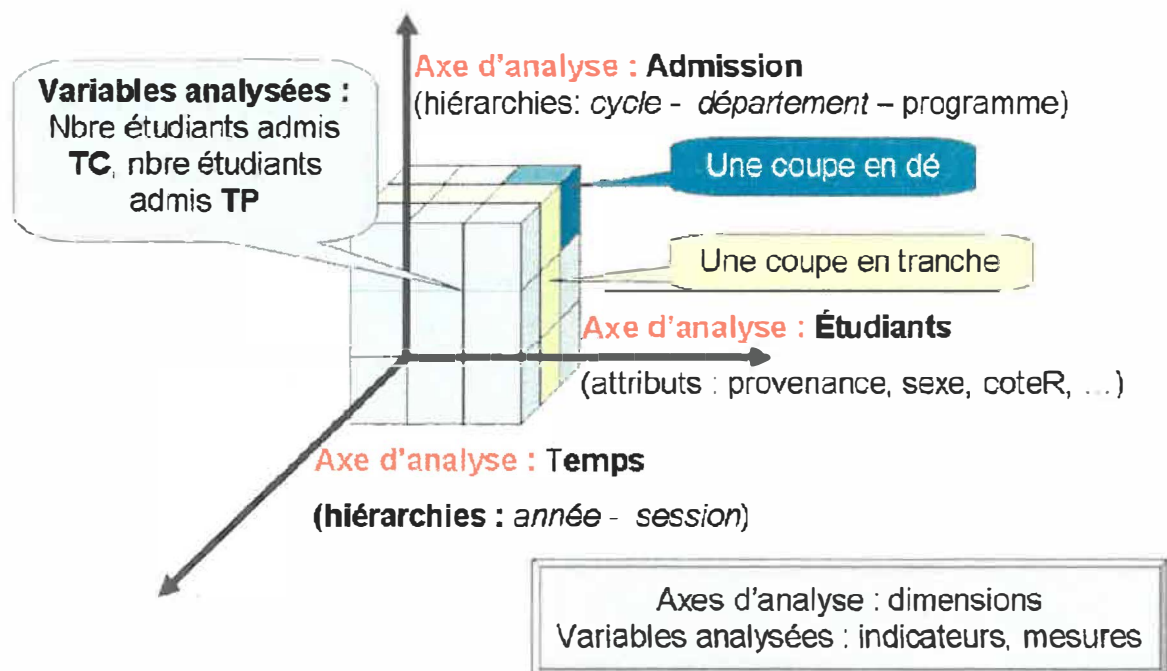 Axe d'analyse : Admission
(hiérarchies: cycle - département – programme)
Variables analysées :
Nbre étudiants admis
TC, nbre étudiants
admis TP
Une coupe en dé
Une coupe en tranche
Axe d'analyse : Étudiants
(attributs : provenance, sexe, coteR, ...)
Axe d'analyse : Temps
(hiérarchies : année - session)
Axes d'analyse : dimensions
Variables analysées : indicateurs, mesures